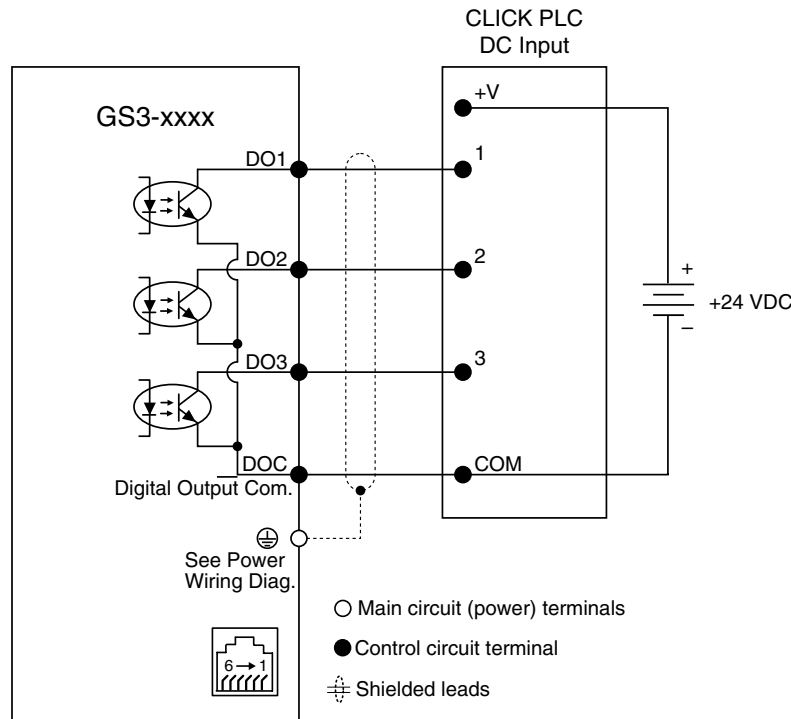 CLICK PLC
DC Input
GS3-xxxx
+V
DO1
1
DO2
2
+
+24 VDC
−
DO3
3
DOC
COM
Digital Output Com.
See Power
Wiring Diag.
Main circuit (power) terminals
Control circuit terminal
6→1
Shielded leads